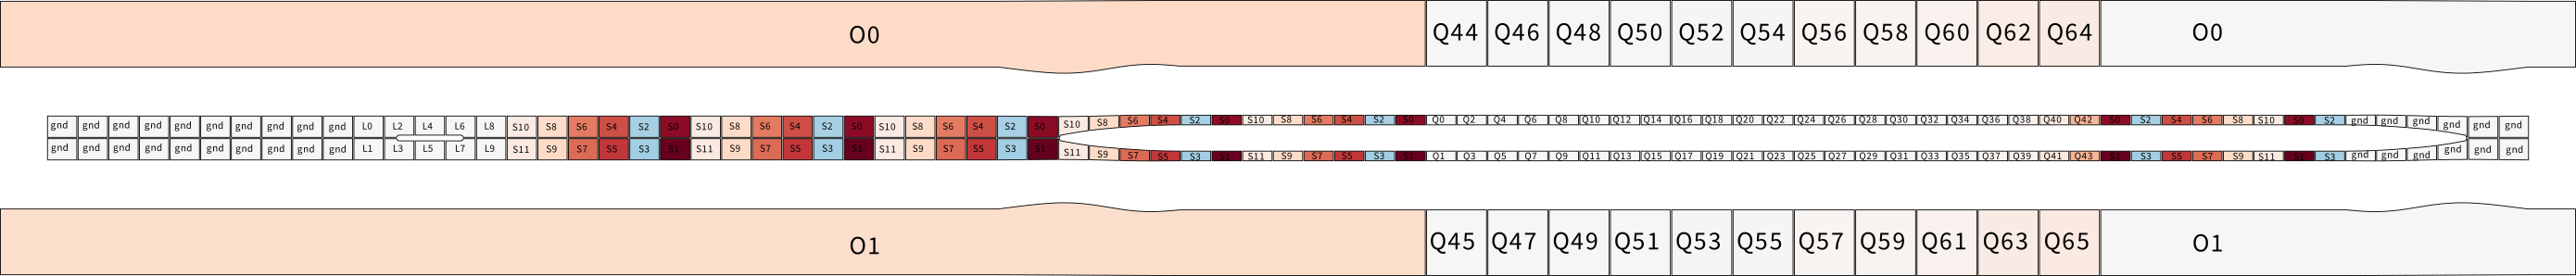 O0 Q44 Q46 Q48 Q50 Q52 Q54 Q56 Q58 Q60 Q62 Q64 O0
gnd gnd gnd gnd gnd gnd gnd gnd gnd gnd L0 L2 L4 L6 L8 S10 S8 S6 S4 S2 S0 S10 S8 S6 S4 S2 S0 S10 S8 S6 S4 S2 S0 S10 S8 S6 S4 S2 S0 S10 S8 S6 S4 S2 S0 Q0 Q2 Q4 Q6 Q8 Q10 Q12 Q14 Q16 Q18 Q20 Q22 Q24 Q26 Q28 Q30 Q32 Q34 Q36 Q38 Q40 Q42 S0 S2 S4 S6 S8 S10 S0 S2 gnd gnd gnd gnd gnd gnd
gnd gnd gnd gnd gnd gnd gnd gnd gnd gnd L1 L3 L5 L7 L9 S11 S9 S7 S5 S3 S1 S11 S9 S7 S5 S3 S1 S11 S9 S7 S5 S3 S1 S11 S9 S7 S5 S3 S1 S11 S9 S7 S5 S3 S1 Q1 Q3 Q5 Q7 Q9 Q11 Q13 Q15 Q17 Q19 Q21 Q23 Q25 Q27 Q29 Q31 Q33 Q35 Q37 Q39 Q41 Q43 S1 S3 S5 S7 S9 S11 S1 S3 gnd gnd gnd gnd gnd gnd
O1 Q45 Q47 Q49 Q51 Q53 Q55 Q57 Q59 Q61 Q63 Q65 O1